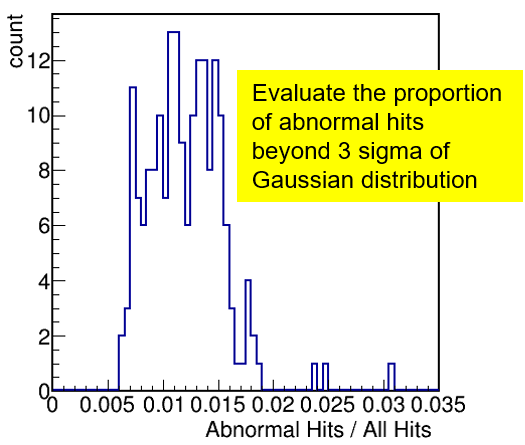 count
12
10
8
6
4
2
0
Evaluate the proportion
of abnormal hits
beyond 3 sigma of
Gaussian distribution
0 0.005 0.01 0.015 0.02 0.025 0.03 0.035
Abnormal Hits / All Hits